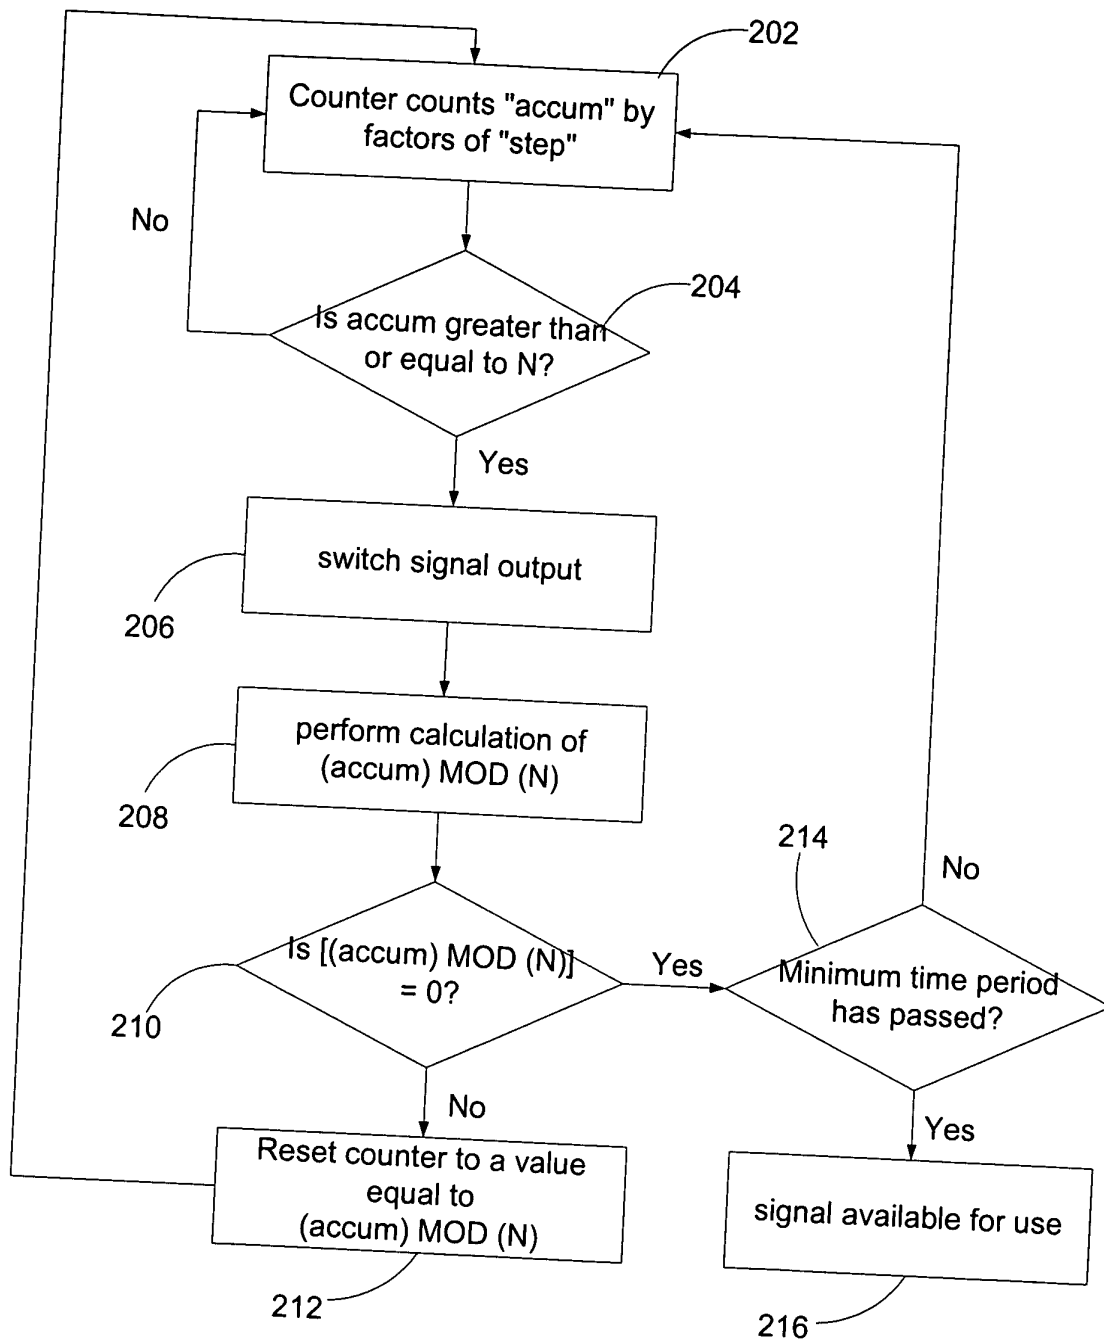 202
Counter counts "accum" by
factors of "step"
No
204
Is accum greater than
or equal to N?
Yes
switch signal output
206
perform calculation of
(accum) MOD (N)
208
214
No
Is [(accum) MOD (N)]
= 0?
Yes
Minimum time period
has passed?
210
No
Yes
Reset counter to a value
equal to
(accum) MOD (N)
signal available for use
212
216